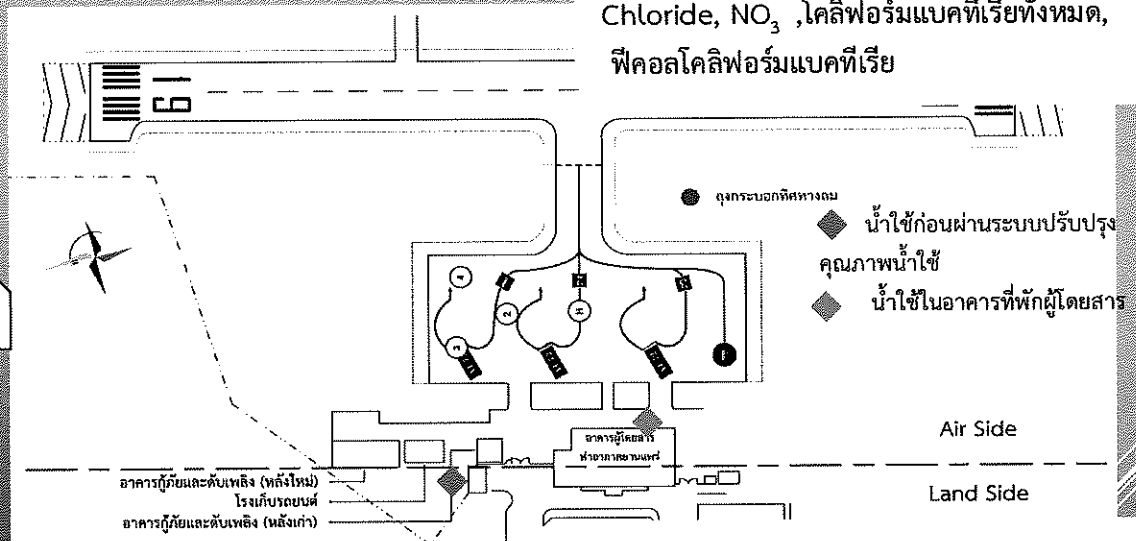 Chloride, NO₃ ,โคลิฟอร์มแบคทีเรียทั้งหมด,
ฟีคอลโคลิฟอร์มแบคทีเรีย
ถุงกระบอกทิศทางลม
น้ำใช้ก่อนผ่านระบบปรับปรุง
คุณภาพน้ำใช้
น้ำใช้ในอาคารที่พักผู้โดยสาร
4
2
H
3
อาคารผู้โดยสาร
ท่าอากาศยานแพร่
Air Side
Land Side
อาคารกู้ภัยและดับเพลิง (หลังใหม่)
โรงเก็บรถยนต์
อาคารกู้ภัยและดับเพลิง (หลังเก่า)